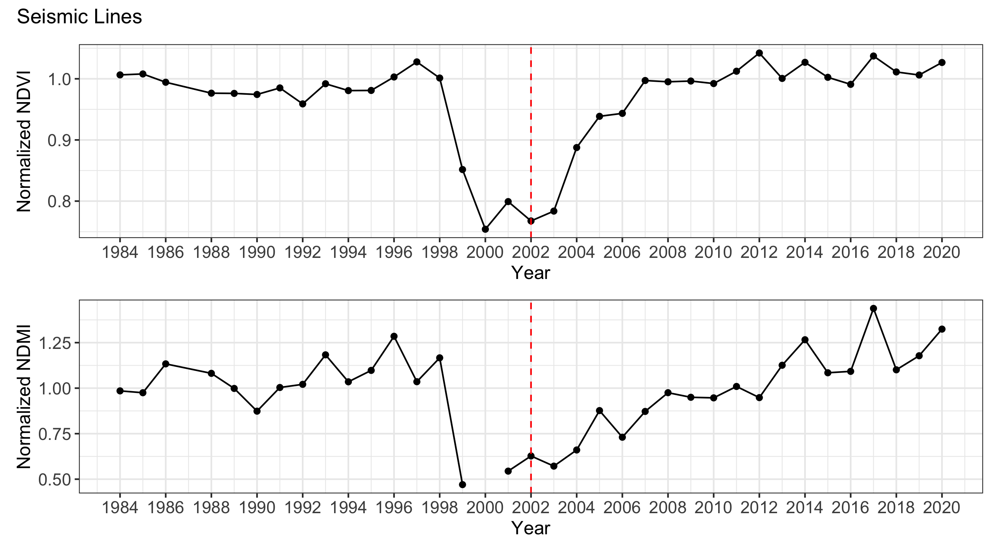 Seismic Lines
Normalized NDVI
1.0
0.9
0.8
1984 1986 1988 1990 1992 1994 1996 1998 2000 2002 2004 2006 2008 2010 2012 2014 2016 2018 2020
Year
Normalized NDMI
1.25
1.00
0.75
0.50
1984 1986 1988 1990 1992 1994 1996 1998 2000 2002 2004 2006 2008 2010 2012 2014 2016 2018 2020
Year